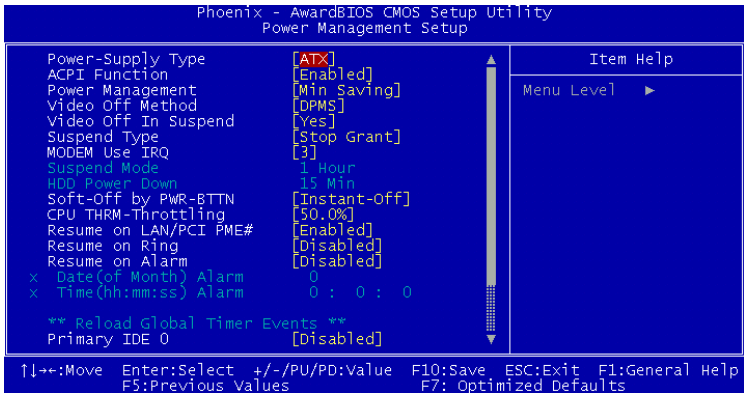 Phoenix - AwardBIOS CMOS Setup Utility
Power Management Setup
Power-Supply Type [ATX]
ACPI Function [Enabled]
Power Management [Min Saving]
Video Off Method [DPMS]
Video Off In Suspend [Yes]
Suspend Type [Stop Grant]
MODEM Use IRQ [3]
Suspend Mode 1 Hour
HDD Power Down 15 Min
Soft-Off by PWR-BTTN [Instant-Off]
CPU THRM-Throttling [50.0%]
Resume on LAN/PCI PME# [Enabled]
Resume on Ring [Disabled]
Resume on Alarm [Disabled]
x Date(of Month) Alarm 0
x Time(hh:mm:ss) Alarm 0 : 0 : 0
** Reload Global Timer Events **
Primary IDE 0 [Disabled]
Item Help
Menu Level ►
↑↓→←:Move Enter:Select +/-/PU/PD:Value F10:Save ESC:Exit F1:General Help
F5:Previous Values F7: Optimized Defaults